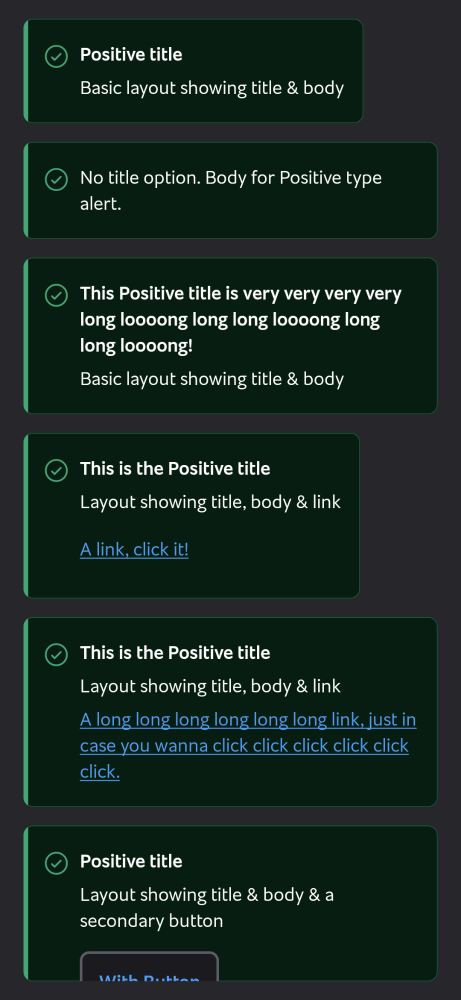 Positive title
Basic layout showing title & body
No title option. Body for Positive type
alert.
This Positive title is very very very very
long loooong long long loooong long
long loooong!
Basic layout showing title & body
This is the Positive title
Layout showing title, body & link
A link, click it!
This is the Positive title
Layout showing title, body & link
A long long long long long long link, just in
case you wanna click click click click click
click.
Positive title
Layout showing title & body & a
secondary button
With Button